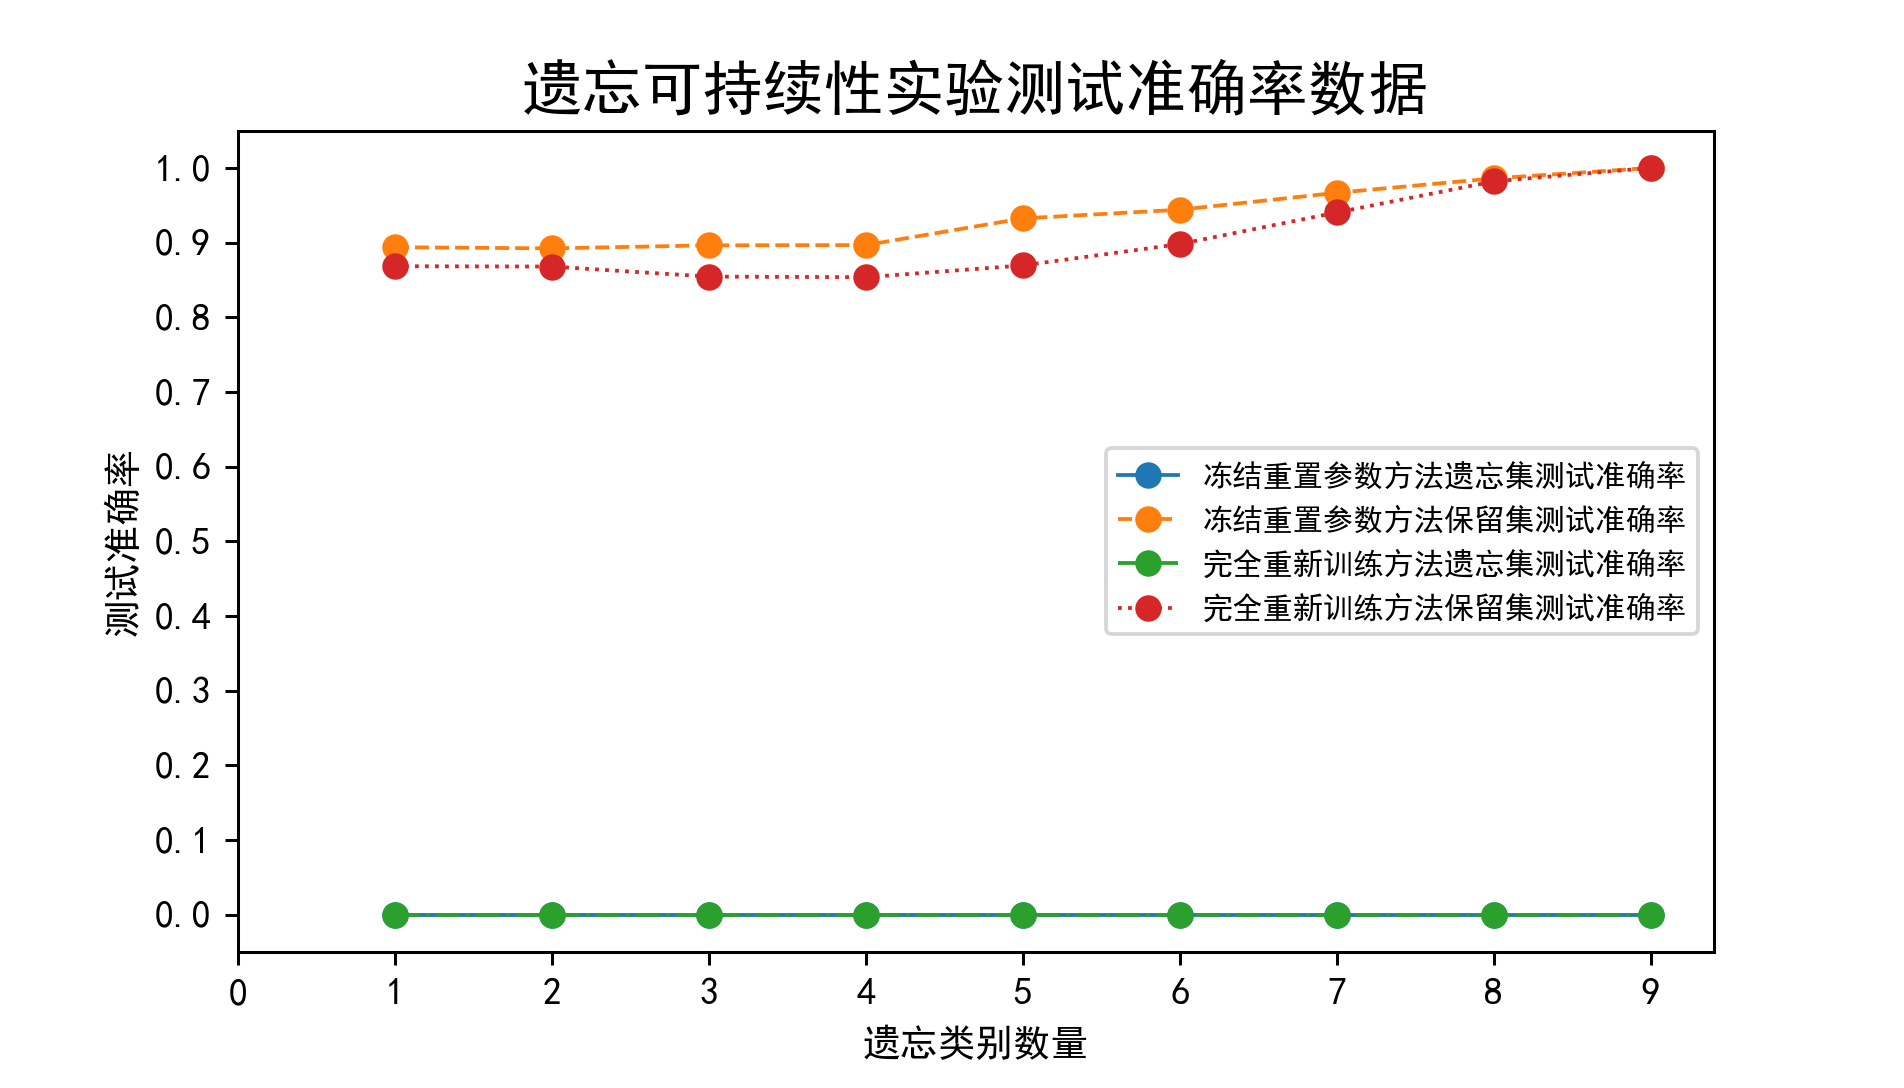 遗忘可持续性实验测试准确率数据
1.0
0.9
0.8
0.7
0.6
0.5
0.4
0.3
0.2
0.1
0.0
测试准确率
冻结重置参数方法遗忘集测试准确率
冻结重置参数方法保留集测试准确率
完全重新训练方法遗忘集测试准确率
完全重新训练方法保留集测试准确率
0 1 2 3 4 5 6 7 8 9
遗忘类别数量